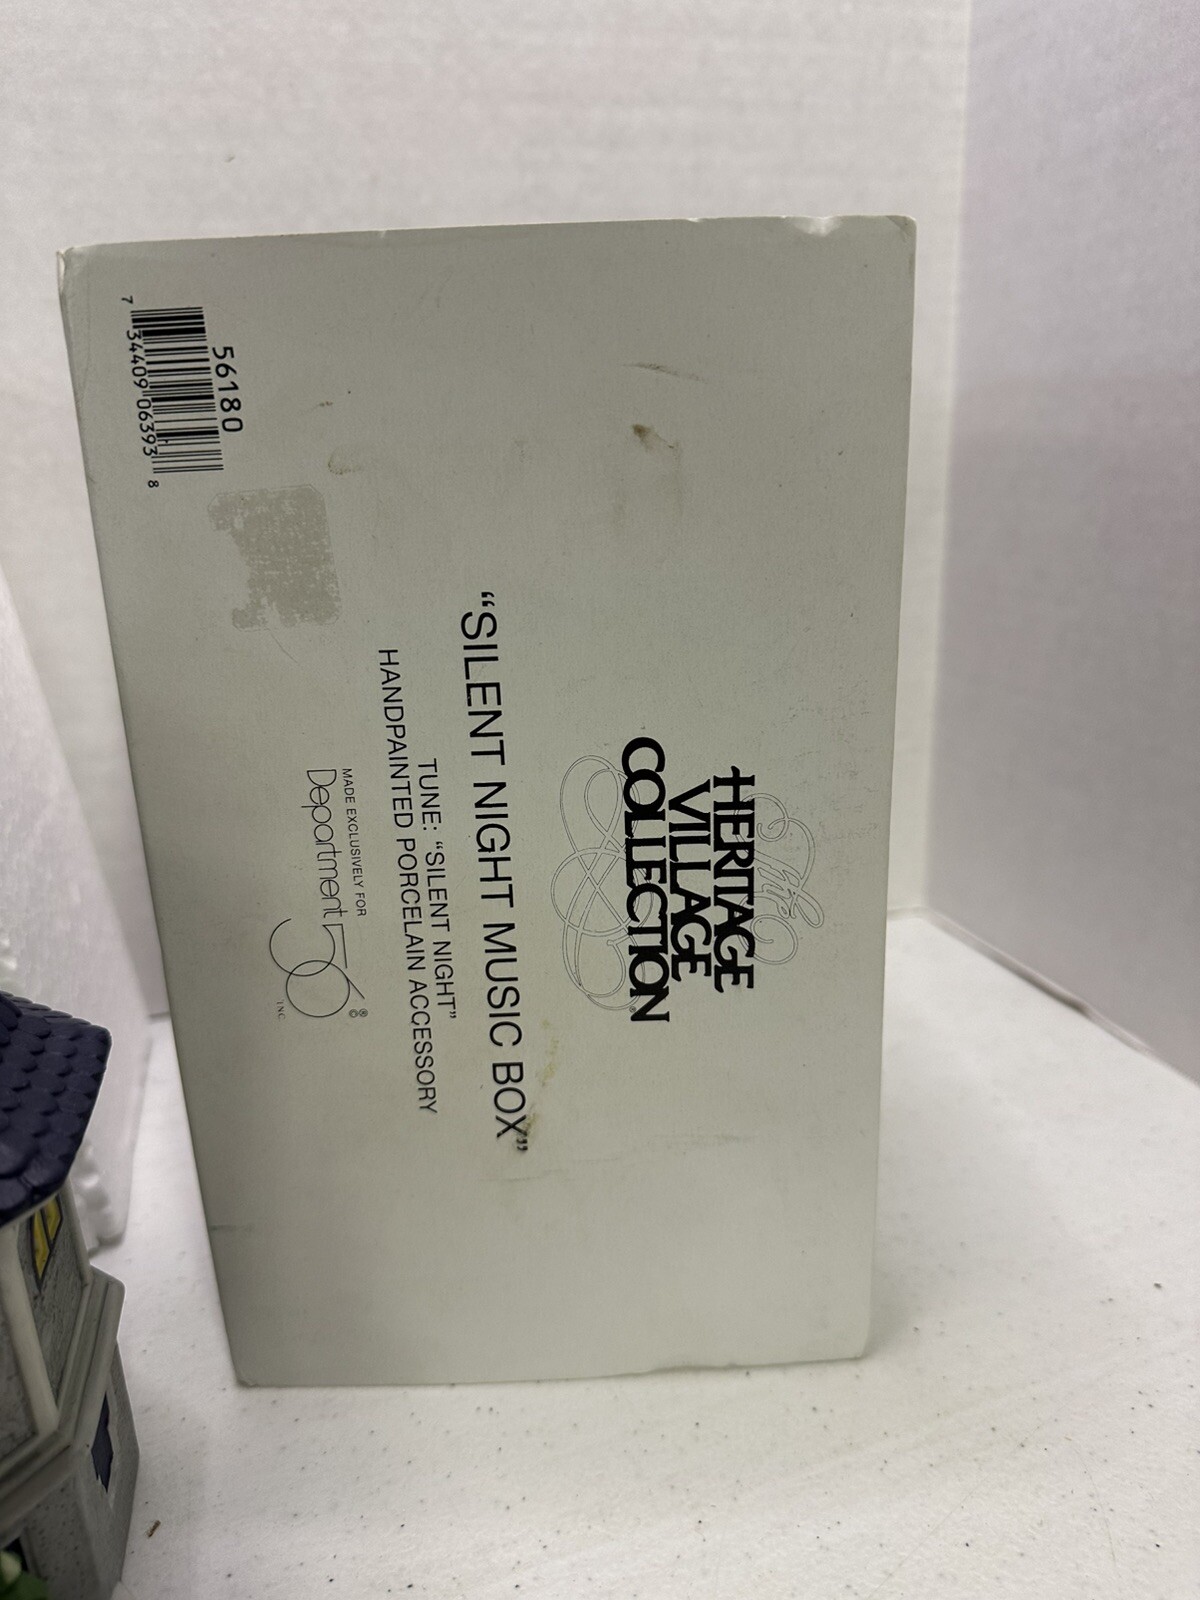 The
HERITAGE
VILLAGE
COLLECTION®
“SILENT NIGHT MUSIC BOX”
TUNE: “SILENT NIGHT”
HANDPAINTED PORCELAIN ACCESSORY
MADE EXCLUSIVELY FOR
Department 56 ® ©
INC
56180
7 34409 06393 8